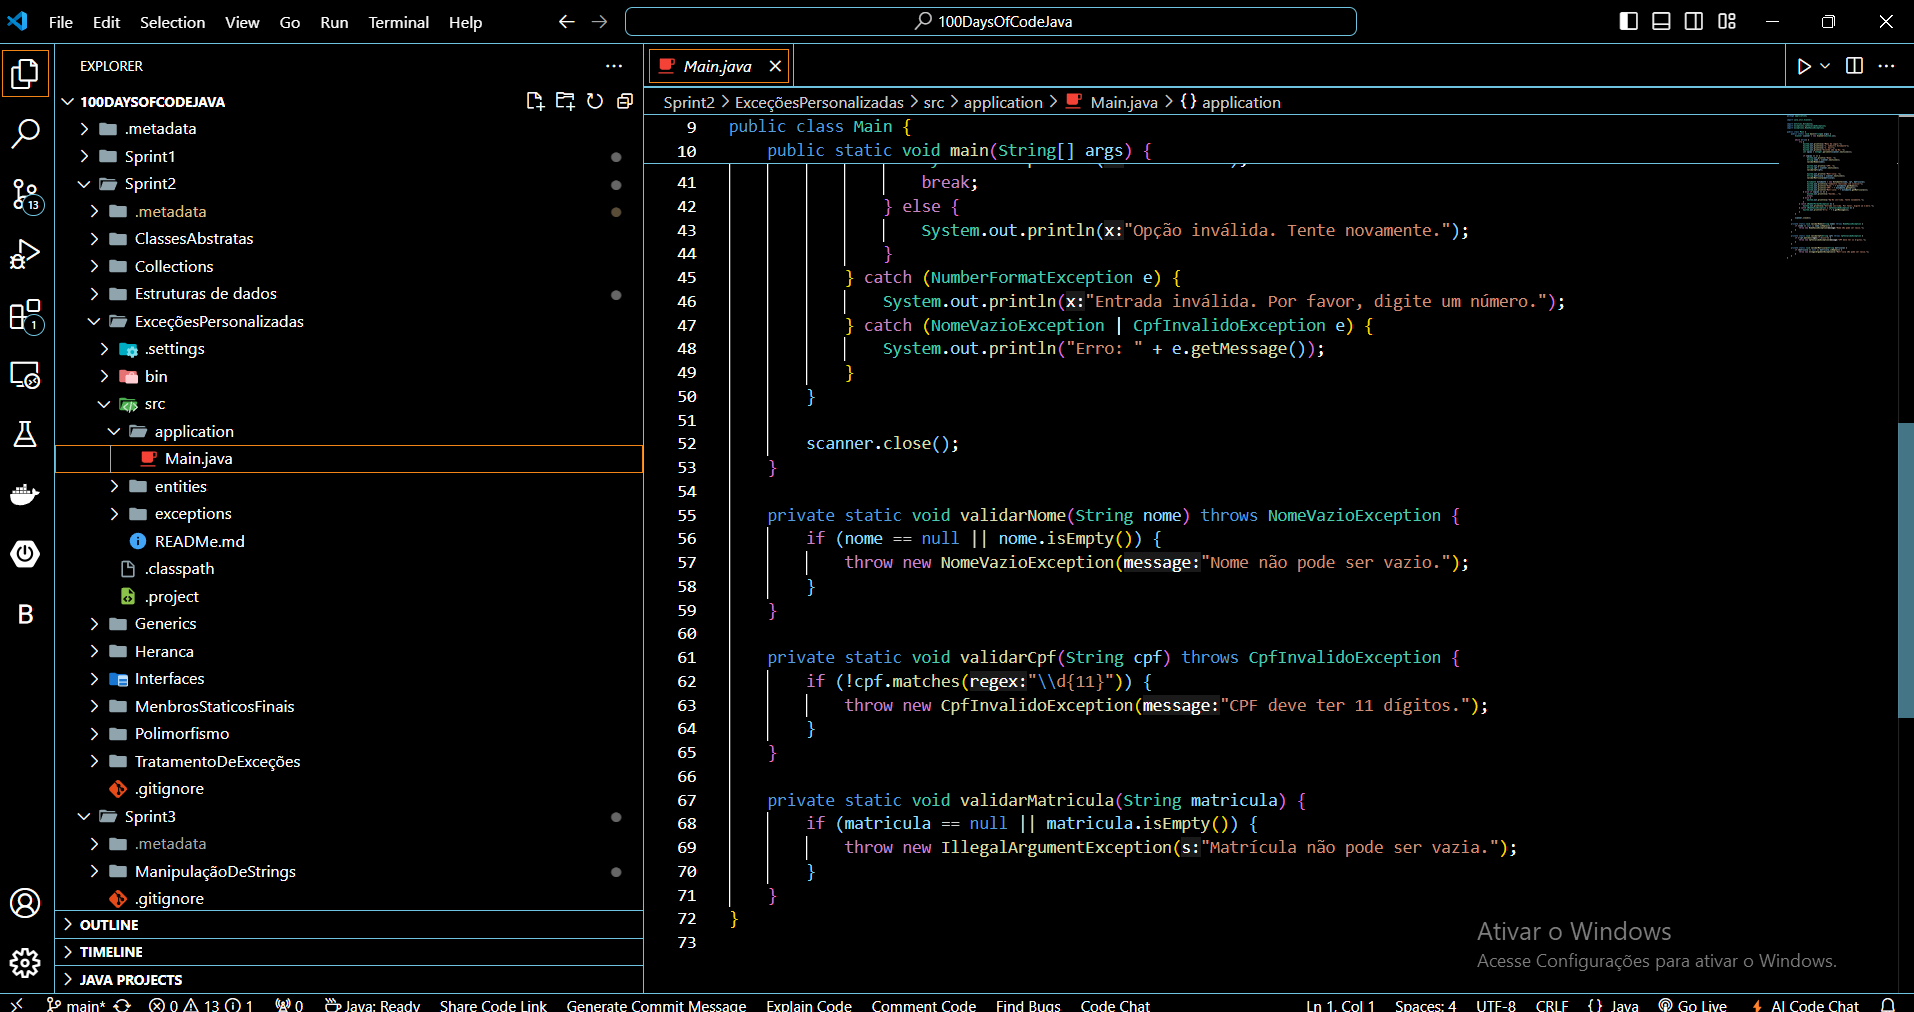 File Edit Selection View Go Run Terminal Help
100DaysOfCodeJava
EXPLORER
100DAYSOFCODEJAVA
.metadata
Sprint1
Sprint2
.metadata
ClassesAbstratas
Collections
Estruturas de dados
ExceçõesPersonalizadas
.settings
bin
src
application
Main.java
entities
exceptions
READMe.md
.classpath
.project
Generics
Heranca
Interfaces
MenbrosStaticosFinais
Polimorfismo
TratamentoDeExceções
.gitignore
Sprint3
.metadata
ManipulaçãoDeStrings
.gitignore
OUTLINE
TIMELINE
JAVA PROJECTS
13
1
B
Main.java
Sprint2 > ExceçõesPersonalizadas > src > application > Main.java > {} application
9 public class Main {
10 public static void main(String[] args) {
41 break;
42 } else {
43 System.out.println(x:"Opção inválida. Tente novamente.");
44 }
45 } catch (NumberFormatException e) {
46 System.out.println(x:"Entrada inválida. Por favor, digite um número.");
47 } catch (NomeVazioException | CpfInvalidoException e) {
48 System.out.println("Erro: " + e.getMessage());
49 }
50 }
51
52 scanner.close();
53 }
54
55 private static void validarNome(String nome) throws NomeVazioException {
56 if (nome == null || nome.isEmpty()) {
57 throw new NomeVazioException(message:"Nome não pode ser vazio.");
58 }
59 }
60
61 private static void validarCpf(String cpf) throws CpfInvalidoException {
62 if (!cpf.matches(regex:"\\d{11}")) {
63 throw new CpfInvalidoException(message:"CPF deve ter 11 dígitos.");
64 }
65 }
66
67 private static void validarMatricula(String matricula) {
68 if (matricula == null || matricula.isEmpty()) {
69 throw new IllegalArgumentException(s:"Matrícula não pode ser vazia.");
70 }
71 }
72 }
73
Ativar o Windows
Acesse Configurações para ativar o Windows.
main* 0 13 1 0 Java: Ready Share Code Link Generate Commit Message Explain Code Comment Code Find Bugs Code Chat Ln 1, Col 1 Spaces: 4 UTF-8 CRLF {} Java Go Live AI Code Chat